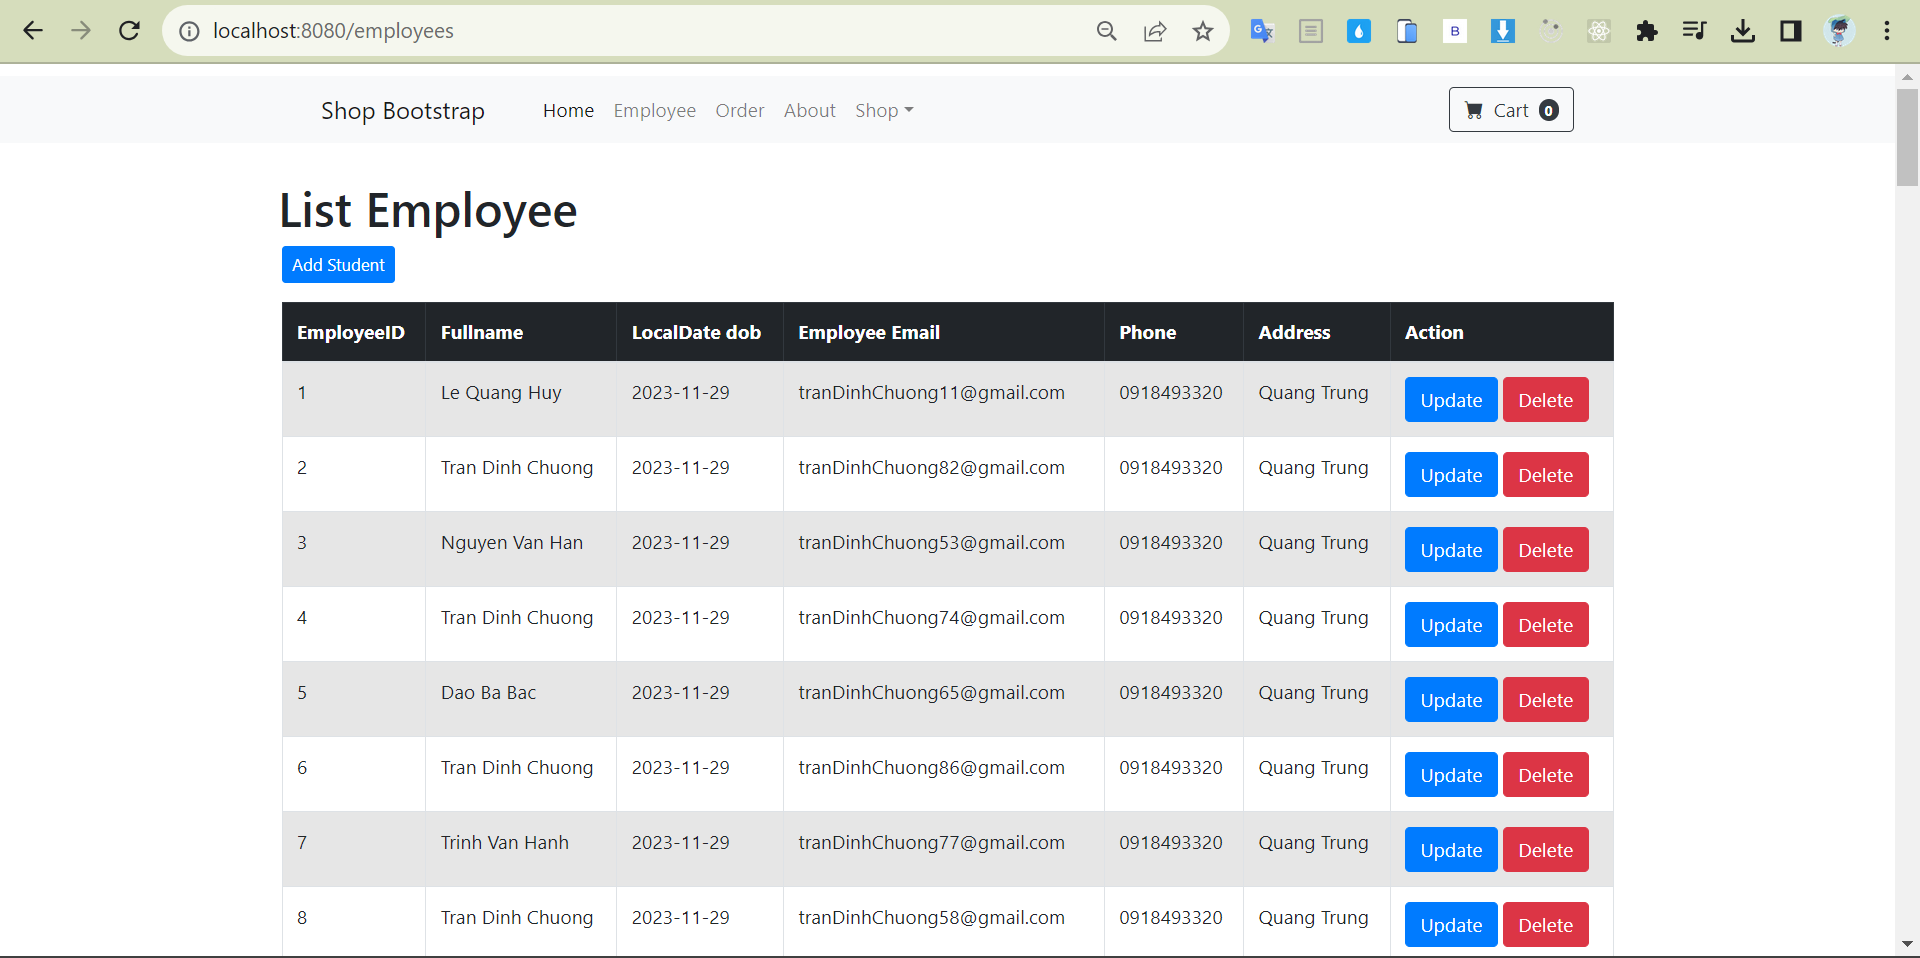 localhost:8080/employees
B
Shop Bootstrap Home Employee Order About Shop Cart 0
List Employee
Add Student
EmployeeID Fullname LocalDate dob Employee Email Phone Address Action
1 Le Quang Huy 2023-11-29 tranDinhChuong11@gmail.com 0918493320 Quang Trung Update Delete
2 Tran Dinh Chuong 2023-11-29 tranDinhChuong82@gmail.com 0918493320 Quang Trung Update Delete
3 Nguyen Van Han 2023-11-29 tranDinhChuong53@gmail.com 0918493320 Quang Trung Update Delete
4 Tran Dinh Chuong 2023-11-29 tranDinhChuong74@gmail.com 0918493320 Quang Trung Update Delete
5 Dao Ba Bac 2023-11-29 tranDinhChuong65@gmail.com 0918493320 Quang Trung Update Delete
6 Tran Dinh Chuong 2023-11-29 tranDinhChuong86@gmail.com 0918493320 Quang Trung Update Delete
7 Trinh Van Hanh 2023-11-29 tranDinhChuong77@gmail.com 0918493320 Quang Trung Update Delete
8 Tran Dinh Chuong 2023-11-29 tranDinhChuong58@gmail.com 0918493320 Quang Trung Update Delete